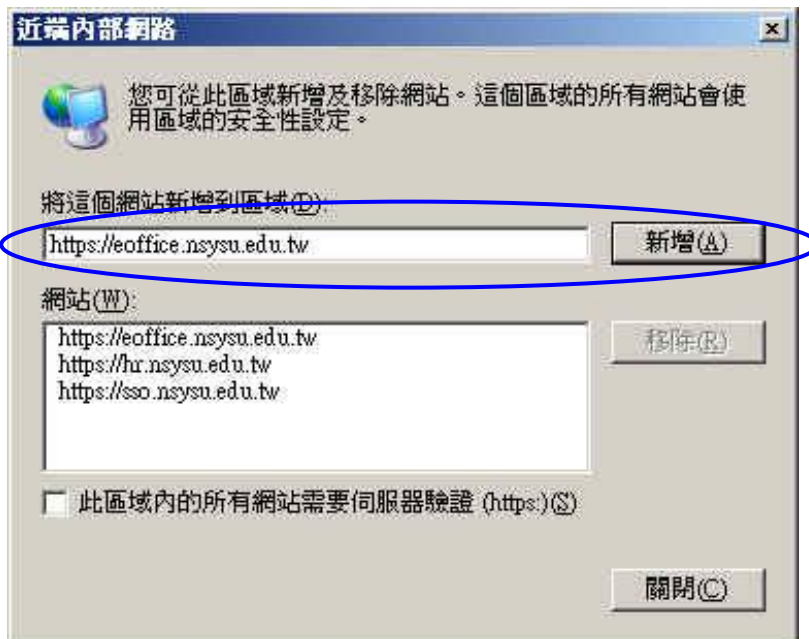 近端內部網路
您可從此區域新增及移除網站。這個區域的所有網站會使
用區域的安全性設定。
將這個網站新增到區域(D):
https://eoffice.nsysu.edu.tw 新增(A)
網站(W):
https://eoffice.nsysu.edu.tw 移除(R)
https://hr.nsysu.edu.tw
https://sso.nsysu.edu.tw
此區域內的所有網站需要伺服器驗證 (https:)(S)
關閉(C)